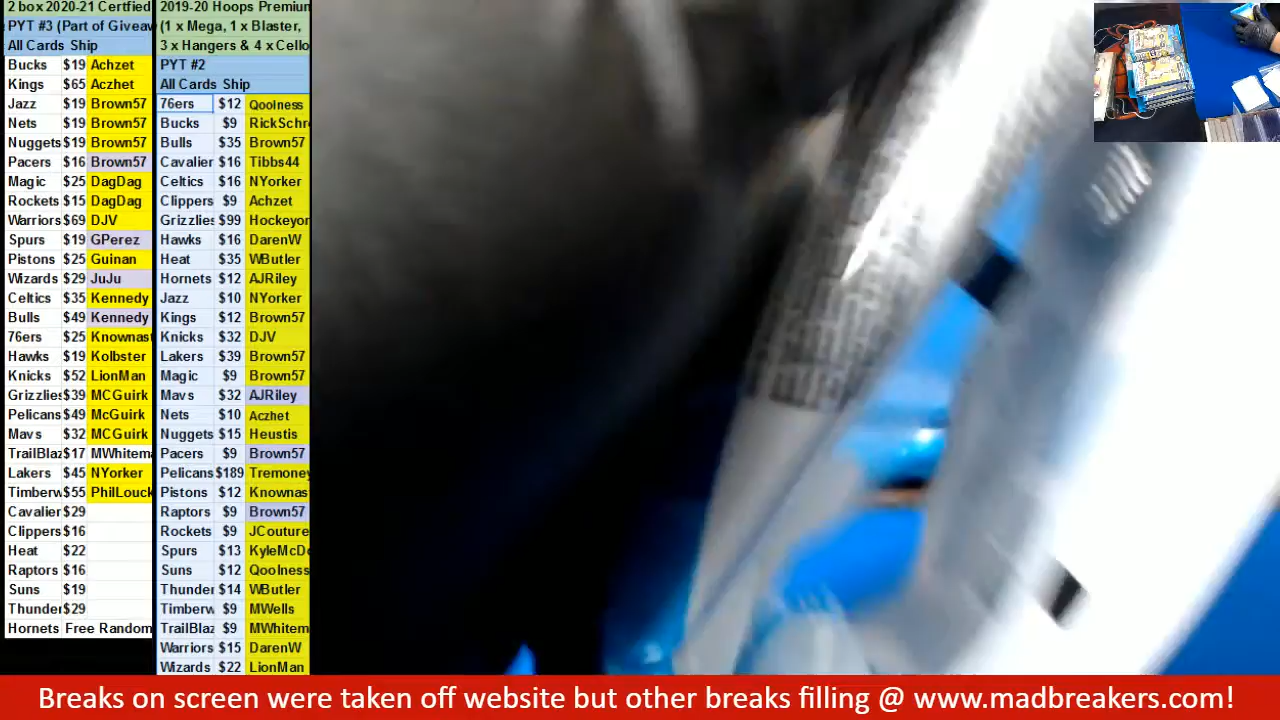 2 box 2020-21 Certfied
PYT #3 (Part of Giveaw
All Cards Ship
Bucks $19 Achzet
Kings $65 Aczhet
Jazz $19 Brown57
Nets $19 Brown57
Nuggets $19 Brown57
Pacers $16 Brown57
Magic $25 DagDag
Rockets $15 DagDag
Warriors $69 DJV
Spurs $19 GPerez
Pistons $25 Guinan
Wizards $29 JuJu
Celtics $35 Kennedy
Bulls $49 Kennedy
76ers $25 Knownast
Hawks $19 Kolbster
Knicks $52 LionMan
Grizzlies $39 MCGuirk
Pelicans $49 McGuirk
Mavs $32 MCGuirk
TrailBlaz $17 MWhitema
Lakers $45 NYorker
Timberw $55 PhilLouck
Cavalier $29
Clippers $16
Heat $22
Raptors $16
Suns $19
Thunder $29
Hornets Free Random
2019-20 Hoops Premium
(1 x Mega, 1 x Blaster,
3 x Hangers & 4 x Cello
PYT #2
All Cards Ship
76ers $12 Qoolness
Bucks $9 RickSchr
Bulls $35 Brown57
Cavalier $16 Tibbs44
Celtics $16 NYorker
Clippers $9 Achzet
Grizzlies $99 Hockeyor
Hawks $16 DarenW
Heat $35 WButler
Hornets $12 AJRiley
Jazz $10 NYorker
Kings $12 Brown57
Knicks $32 DJV
Lakers $39 Brown57
Magic $9 Brown57
Mavs $32 AJRiley
Nets $10 Aczhet
Nuggets $15 Heustis
Pacers $9 Brown57
Pelicans $189 Tremoney
Pistons $12 Knownas
Raptors $9 Brown57
Rockets $9 JCouture
Spurs $13 KyleMcDo
Suns $12 Qoolness
Thunder $14 WButler
Timberw $9 MWells
TrailBlaz $9 MWhitem
Warriors $15 DarenW
Wizards $22 LionMan
Breaks on screen were taken off website but other breaks filling @ www.madbreakers.com!